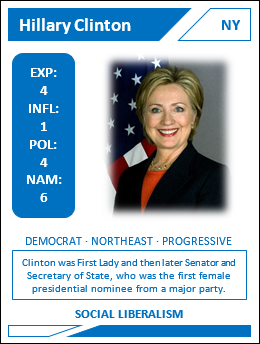 Hillary Clinton NY
EXP:
4
INFL:
1
POL:
4
NAM:
6
DEMOCRAT · NORTHEAST · PROGRESSIVE
Clinton was First Lady and then later Senator and
Secretary of State, who was the first female
presidential nominee from a major party.
SOCIAL LIBERALISM